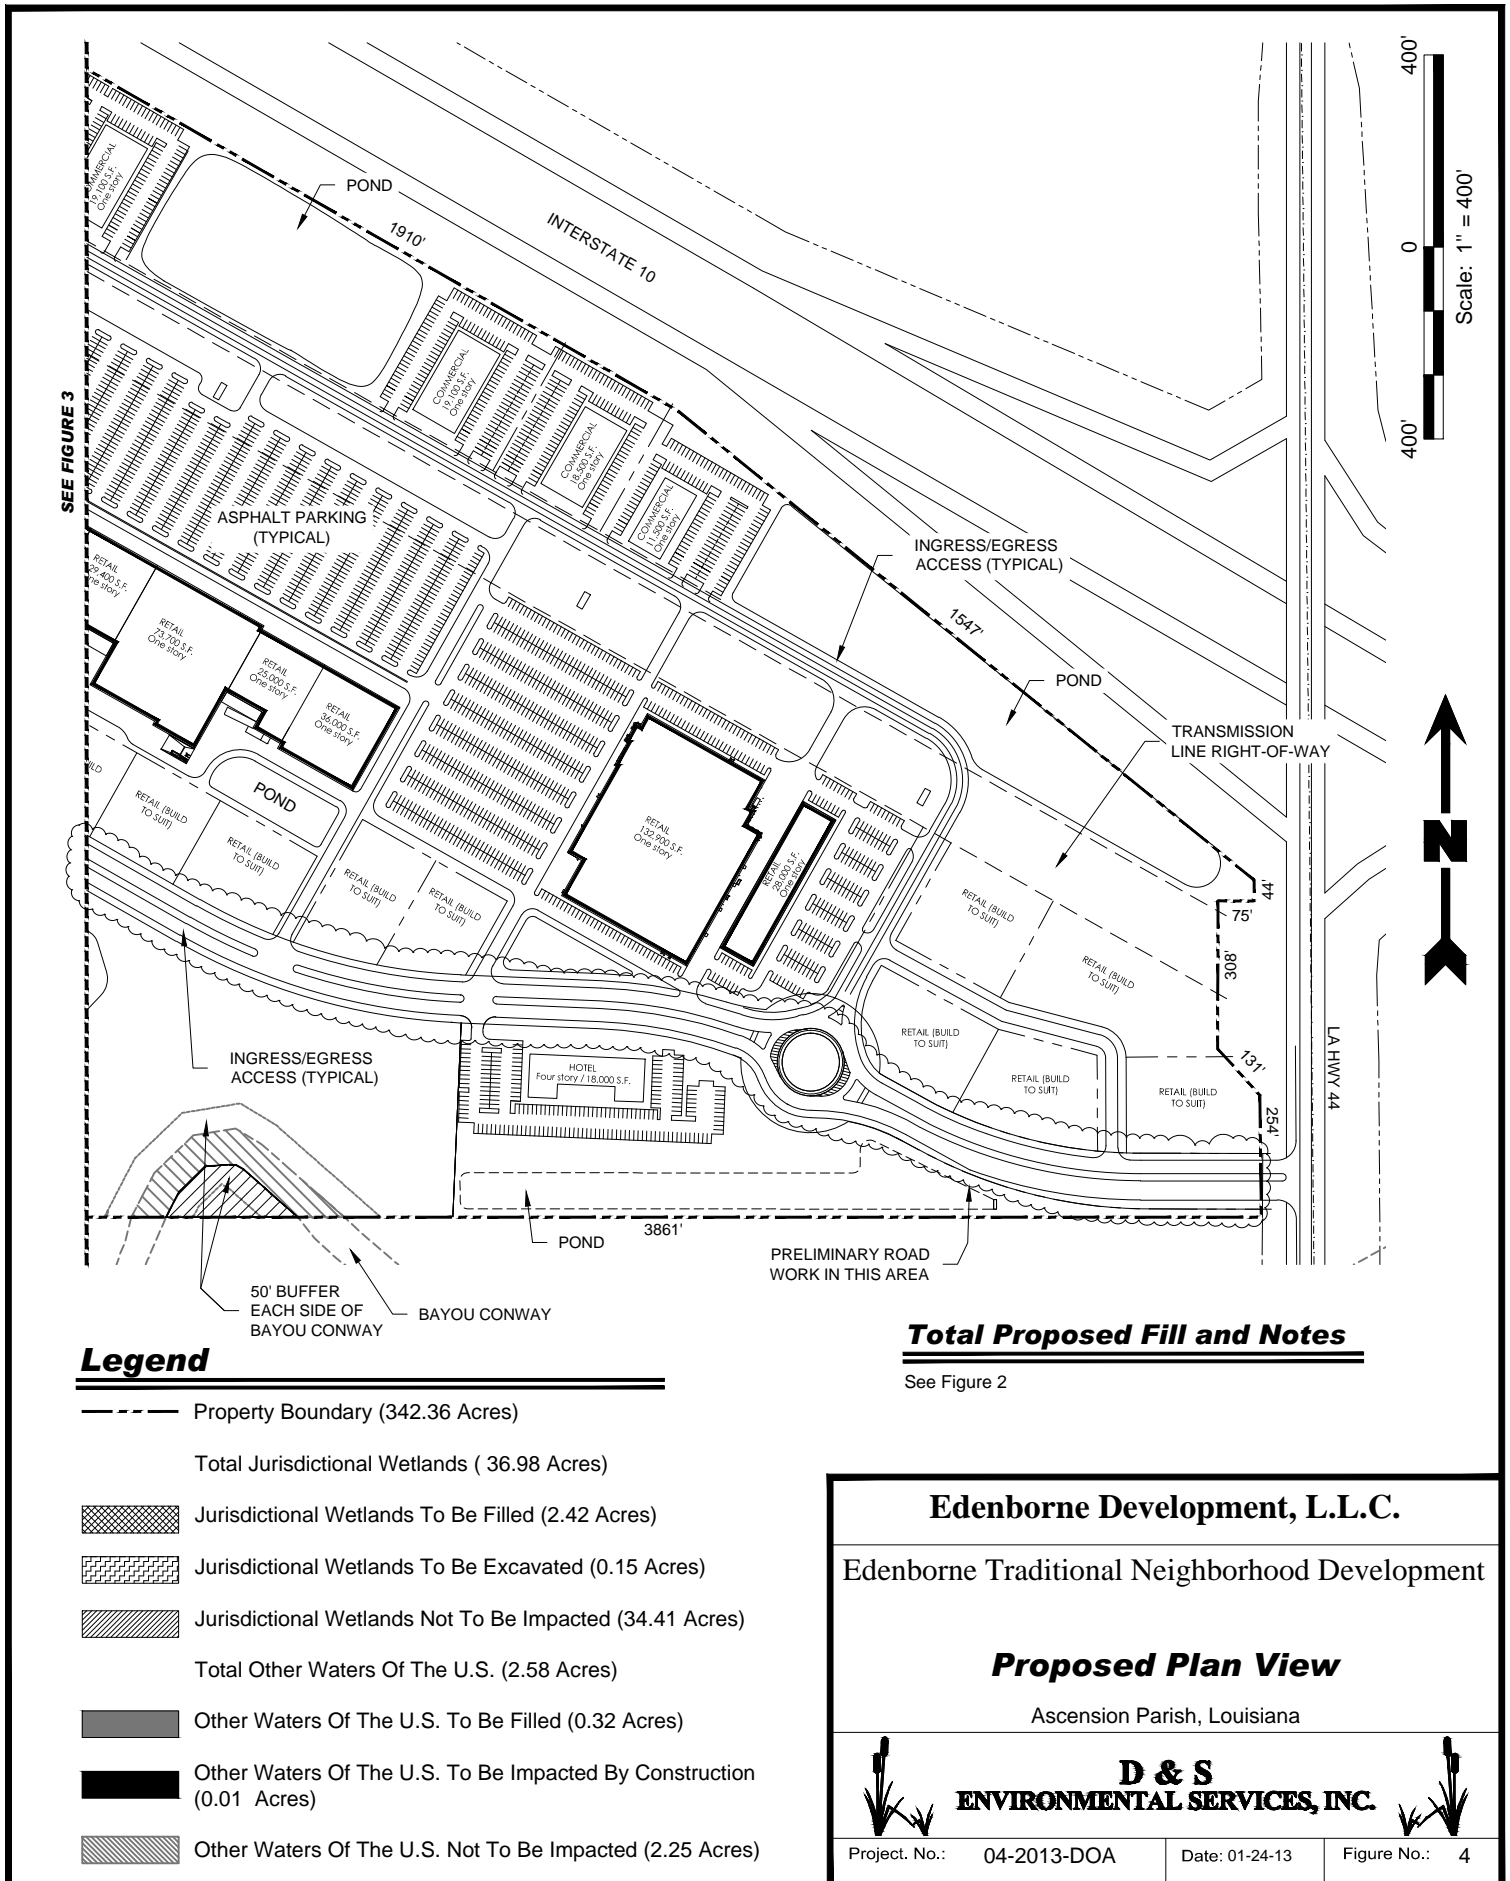 400'
0
400'
Scale: 1" = 400'
SEE FIGURE 3
19,100 S.F.
One story
POND
1910'
INTERSTATE 10
COMMERCIAL
19,100 S.F.
One story
COMMERCIAL
18,500 S.F.
One story
COMMERCIAL
11,500 S.F.
One story
ASPHALT PARKING
(TYPICAL)
INGRESS/EGRESS
ACCESS (TYPICAL)
1547'
POND
TRANSMISSION
LINE RIGHT-OF-WAY
RETAIL
29,400 S.F.
RETAIL
73,700 S.F.
One story
RETAIL
25,000 S.F.
One story
RETAIL
36,000 S.F.
One story
POND
RETAIL (BUILD
TO SUIT)
RETAIL (BUILD
TO SUIT)
RETAIL (BUILD
TO SUIT)
RETAIL (BUILD
TO SUIT)
RETAIL
132,900 S.F.
One story
RETAIL
28,000 S.F.
One story
RETAIL (BUILD
TO SUIT)
RETAIL (BUILD
TO SUIT)
RETAIL (BUILD
TO SUIT)
RETAIL (BUILD
TO SUIT)
RETAIL (BUILD
TO SUIT)
44'
75'
308'
131'
254'
LA HWY 44
N
INGRESS/EGRESS
ACCESS (TYPICAL)
HOTEL
Four story / 18,000 S.F.
3861'
POND
PRELIMINARY ROAD
WORK IN THIS AREA
50' BUFFER
EACH SIDE OF
BAYOU CONWAY
BAYOU CONWAY
Total Proposed Fill and Notes
See Figure 2
Legend
Property Boundary (342.36 Acres)
Total Jurisdictional Wetlands ( 36.98 Acres)
Jurisdictional Wetlands To Be Filled (2.42 Acres)
Jurisdictional Wetlands To Be Excavated (0.15 Acres)
Jurisdictional Wetlands Not To Be Impacted (34.41 Acres)
Total Other Waters Of The U.S. (2.58 Acres)
Other Waters Of The U.S. To Be Filled (0.32 Acres)
Other Waters Of The U.S. To Be Impacted By Construction
(0.01 Acres)
Other Waters Of The U.S. Not To Be Impacted (2.25 Acres)
Edenborne Development, L.L.C.
Edenborne Traditional Neighborhood Development
Proposed Plan View
Ascension Parish, Louisiana
D & S
ENVIRONMENTAL SERVICES, INC.
Project. No.: 04-2013-DOA
Date: 01-24-13
Figure No.: 4